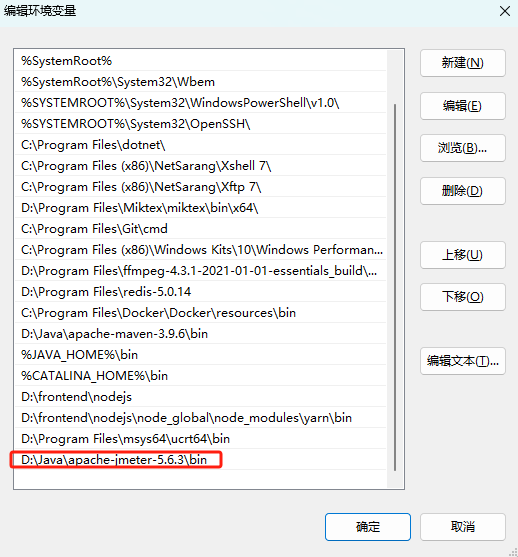 编辑环境变量
%SystemRoot%
%SystemRoot%\System32\Wbem
%SYSTEMROOT%\System32\WindowsPowerShell\v1.0\
%SYSTEMROOT%\System32\OpenSSH\
C:\Program Files\dotnet\
C:\Program Files (x86)\NetSarang\Xshell 7\
C:\Program Files (x86)\NetSarang\Xftp 7\
D:\Program Files\Miktex\miktex\bin\x64\
C:\Program Files\Git\cmd
C:\Program Files (x86)\Windows Kits\10\Windows Performan...
D:\Program Files\ffmpeg-4.3.1-2021-01-01-essentials_build\...
D:\Program Files\redis-5.0.14
C:\Program Files\Docker\Docker\resources\bin
D:\Java\apache-maven-3.9.6\bin
%JAVA_HOME%\bin
%CATALINA_HOME%\bin
D:\frontend\nodejs
D:\frontend\nodejs\node_global\node_modules\yarn\bin
D:\Program Files\msys64\ucrt64\bin
D:\Java\apache-jmeter-5.6.3\bin
新建(N)
编辑(E)
浏览(B)...
删除(D)
上移(U)
下移(O)
编辑文本(T)...
确定
取消